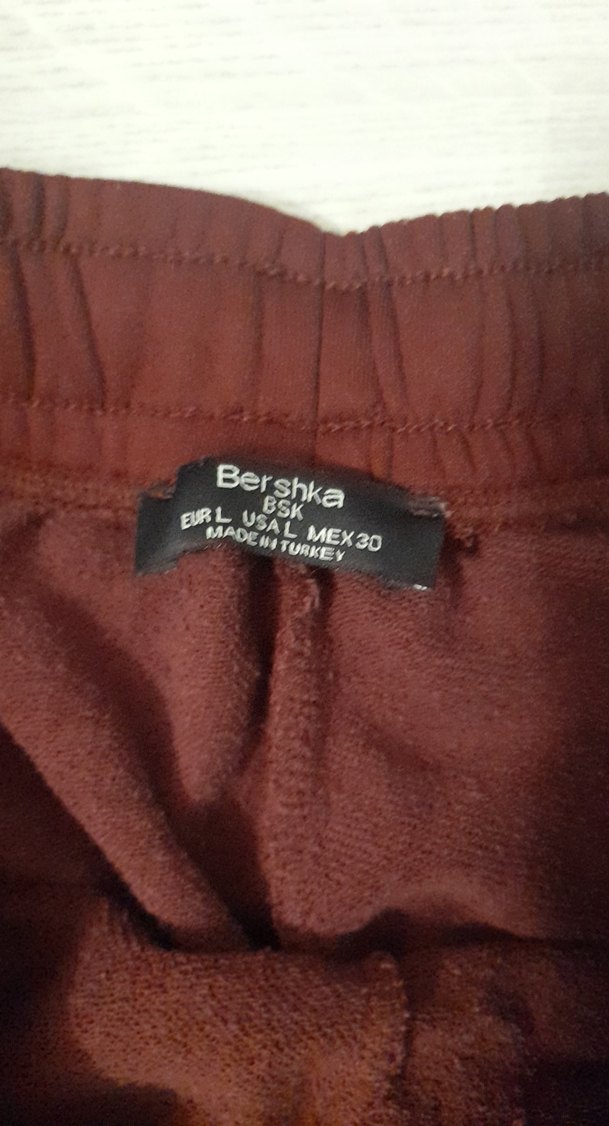 Bershka
BSK
EUR L USA L MEX 30
MADE IN TURKEY